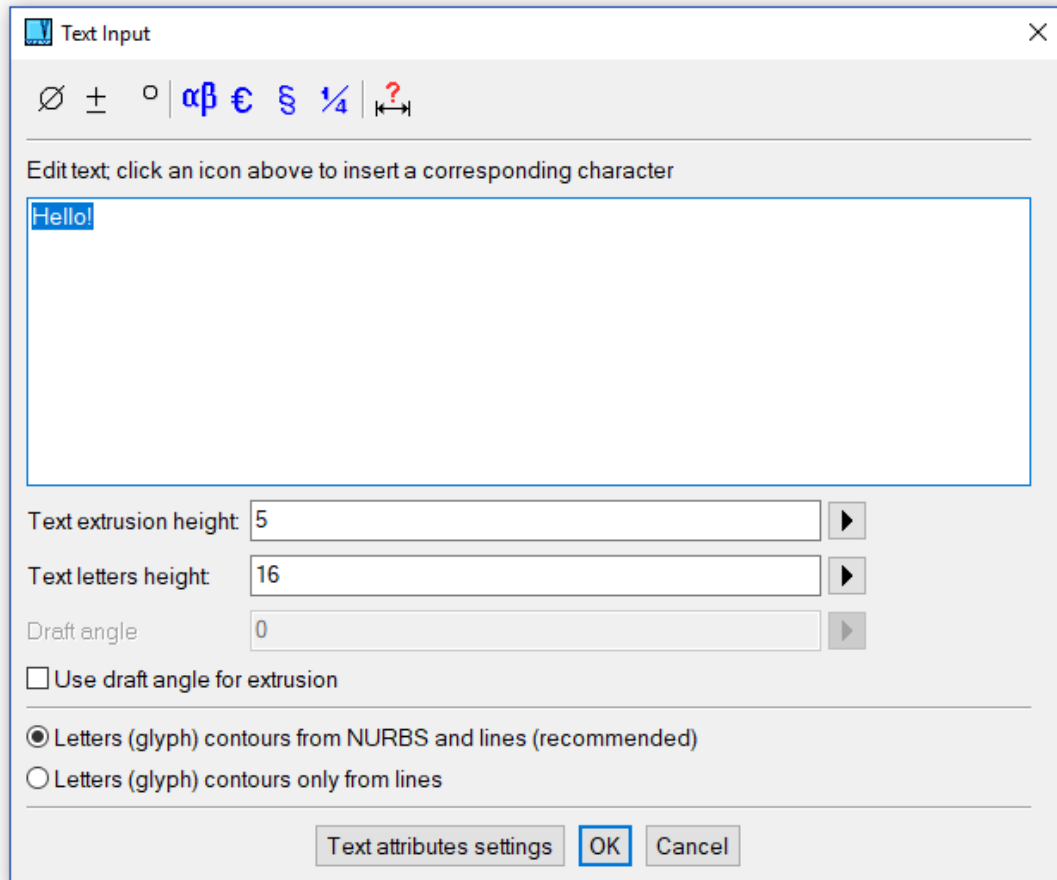 Text Input
Ø ± ° αβ € § ¼ ?
Edit text; click an icon above to insert a corresponding character
Hello!
Text extrusion height: 5
Text letters height: 16
Draft angle 0
Use draft angle for extrusion
Letters (glyph) contours from NURBS and lines (recommended)
Letters (glyph) contours only from lines
Text attributes settings OK Cancel